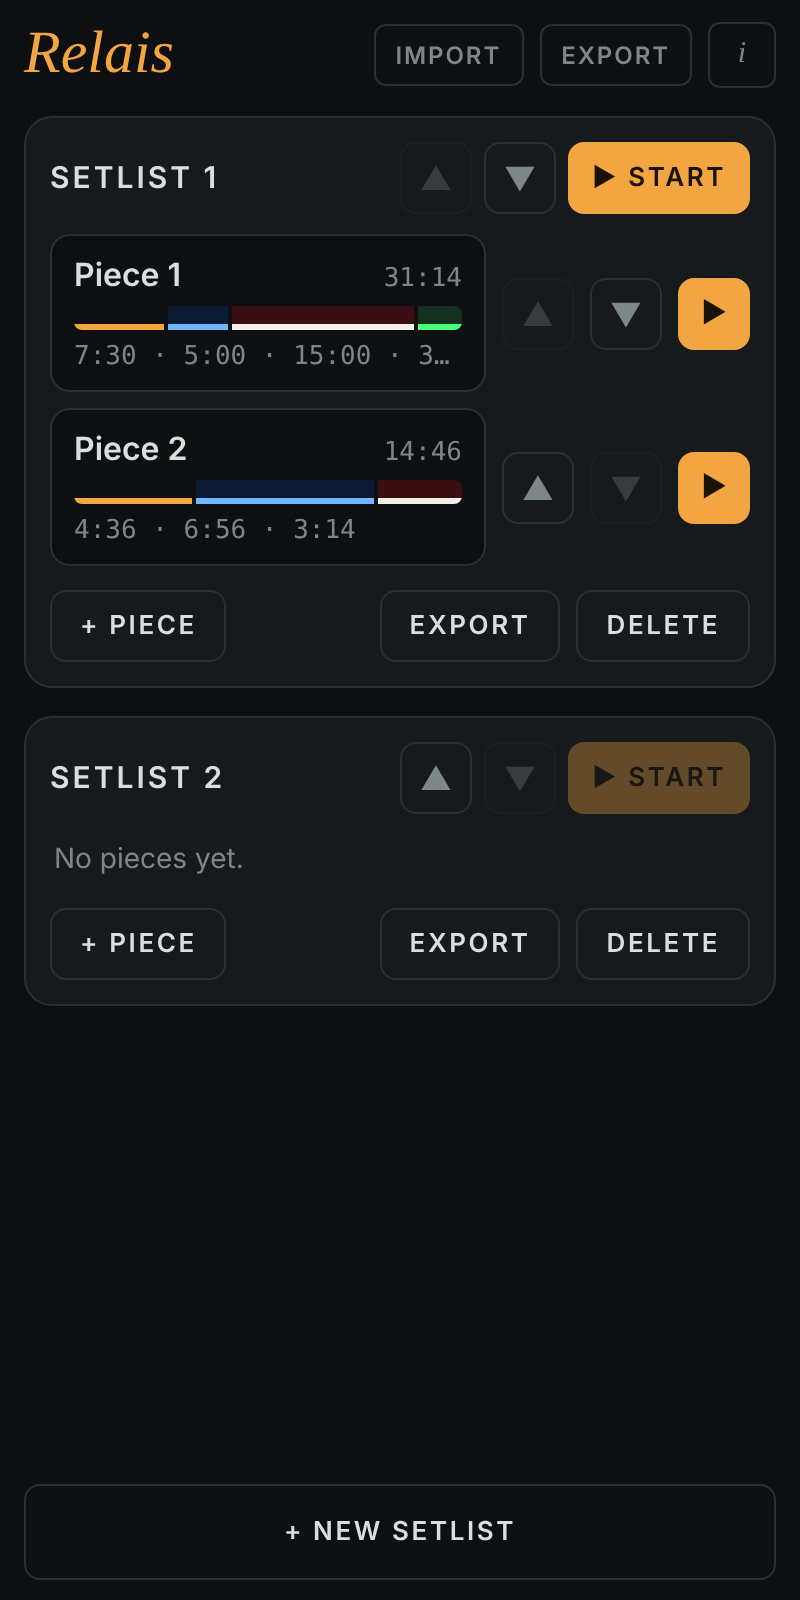 Relais
IMPORT
EXPORT
i
SETLIST 1
▲
▼
▶ START
Piece 1
31:14
7:30 · 5:00 · 15:00 · 3…
▲
▼
▶
Piece 2
14:46
4:36 · 6:56 · 3:14
▲
▼
▶
+ PIECE
EXPORT
DELETE
SETLIST 2
▲
▼
▶ START
No pieces yet.
+ PIECE
EXPORT
DELETE
+ NEW SETLIST